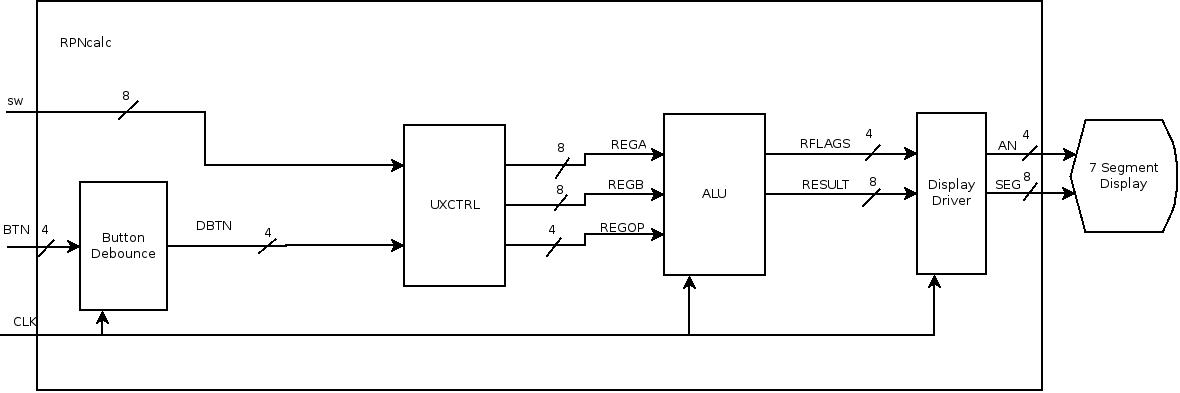 RPNcalc
sw
8
BTN
4
Button
Debounce
DBTN
4
CLK
UXCTRL
8
REGA
8
REGB
4
REGOP
ALU
RFLAGS
4
RESULT
8
Display
Driver
AN
4
SEG
8
7 Segment
Display